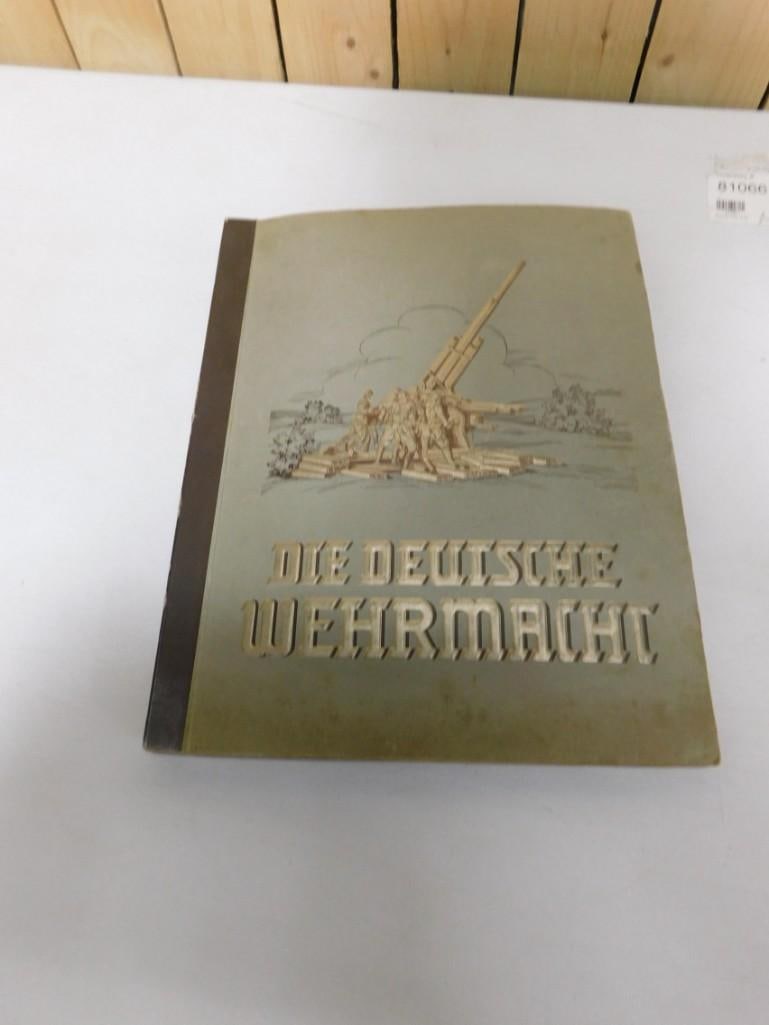 81066
DIE DEUTSCHE
WEHRMACHT